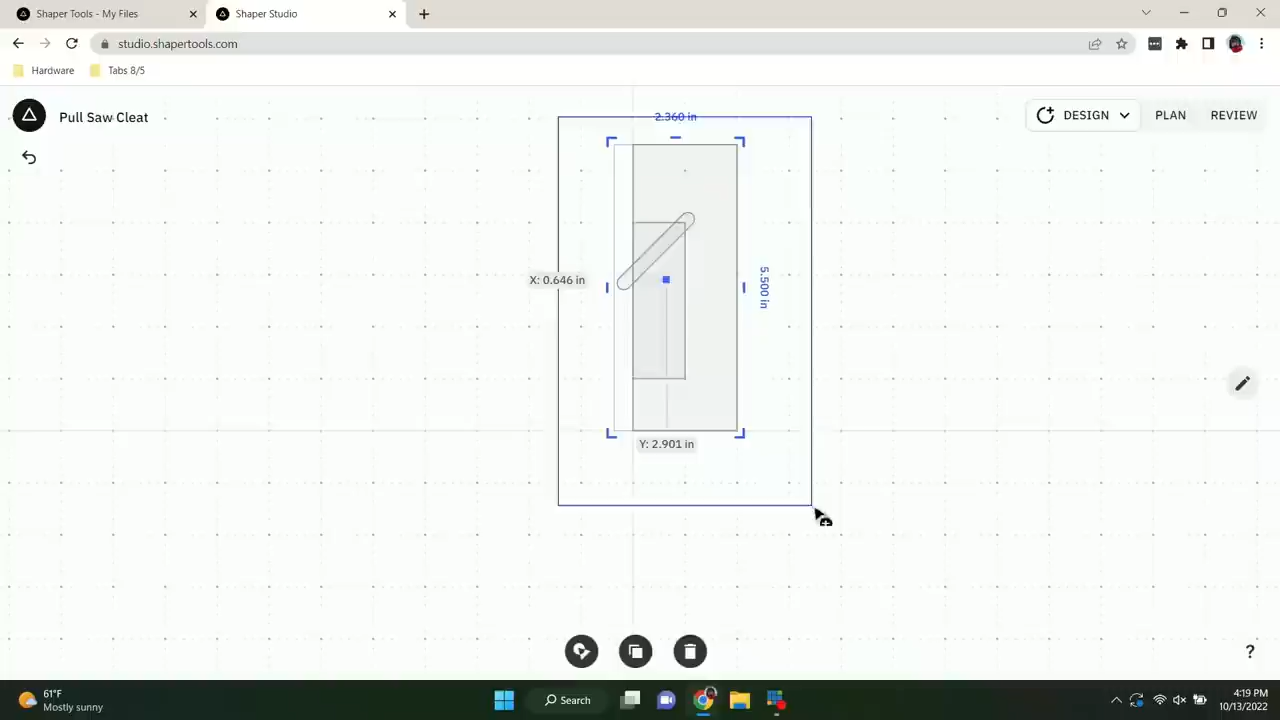 Shaper Tools - My Files
Shaper Studio
studio.shapertools.com
Hardware
Tabs 8/5
Pull Saw Cleat
DESIGN
PLAN
REVIEW
2.360 in
X: 0.646 in
5.500 in
Y: 2.901 in
?
61°F
Mostly sunny
Search
4:19 PM
10/13/2022